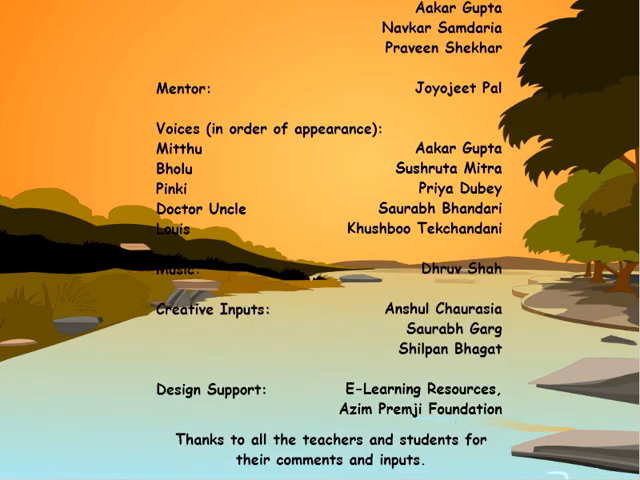 Aakar Gupta
Navkar Samdaria
Praveen Shekhar
Mentor: Joyojeet Pal
Voices (in order of appearance):
Mitthu Aakar Gupta
Bholu Sushruta Mitra
Pinki Priya Dubey
Doctor Uncle Saurabh Bhandari
Louis Khushboo Tekchandani
Music: Dhruv Shah
Creative Inputs: Anshul Chaurasia
Saurabh Garg
Shilpan Bhagat
Design Support: E-Learning Resources,
Azim Premji Foundation
Thanks to all the teachers and students for
their comments and inputs.